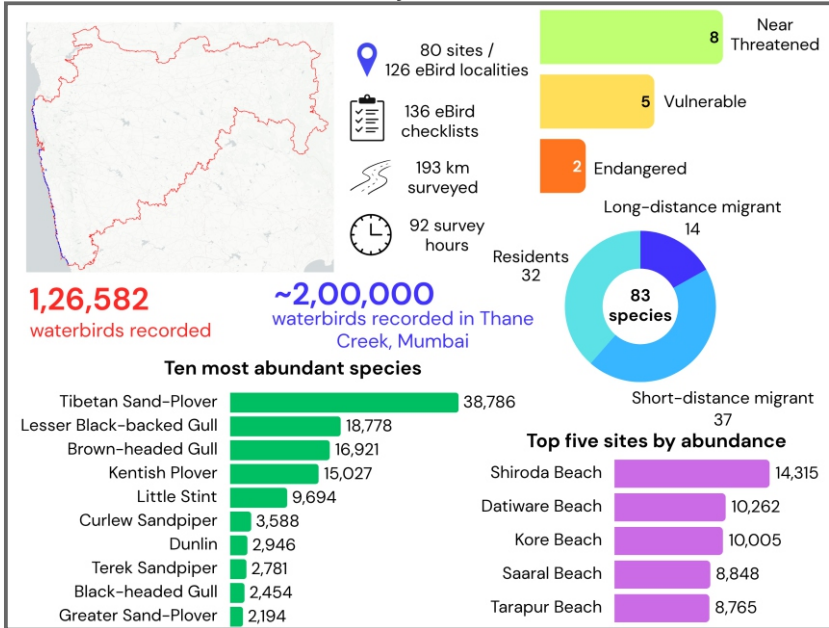 80 sites /
126 eBird localities
136 eBird
checklists
193 km
surveyed
92 survey
hours
8
Near
Threatened
5
Vulnerable
2
Endangered
Long-distance migrant
14
Residents
32
83
species
Short-distance migrant
37
1,26,582
waterbirds recorded
~2,00,000
waterbirds recorded in Thane
Creek, Mumbai
Ten most abundant species
Tibetan Sand-Plover 38,786
Lesser Black-backed Gull 18,778
Brown-headed Gull 16,921
Kentish Plover 15,027
Little Stint 9,694
Curlew Sandpiper 3,588
Dunlin 2,946
Terek Sandpiper 2,781
Black-headed Gull 2,454
Greater Sand-Plover 2,194
Top five sites by abundance
Shiroda Beach 14,315
Datiware Beach 10,262
Kore Beach 10,005
Saaral Beach 8,848
Tarapur Beach 8,765